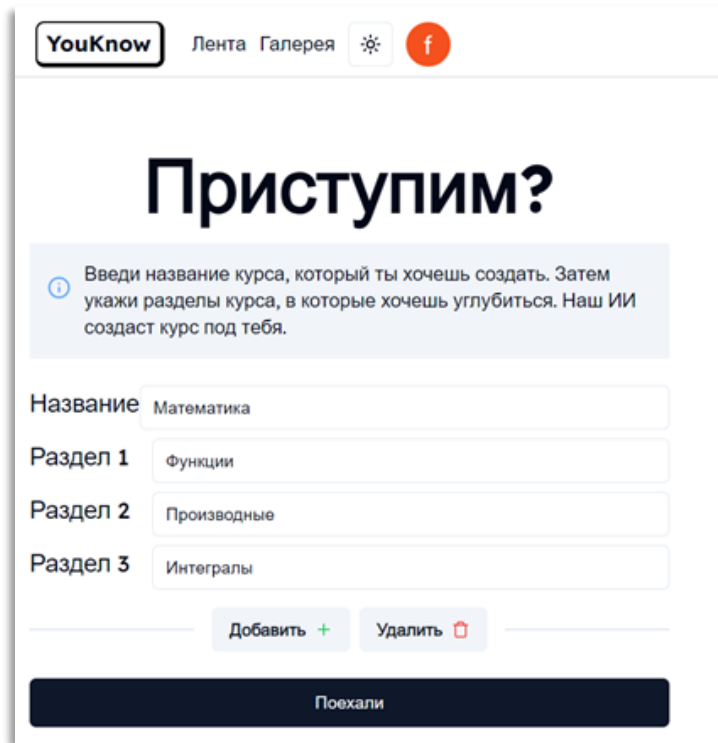 YouKnow Лента Галерея f
Приступим?
Введи название курса, который ты хочешь создать. Затем
укажи разделы курса, в которые хочешь углубиться. Наш ИИ
создаст курс под тебя.
Название Математика
Раздел 1 Функции
Раздел 2 Производные
Раздел 3 Интегралы
Добавить + Удалить
Поехали